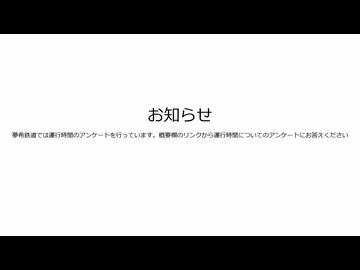 お知らせ
夢希鉄道では運行時間のアンケートを行っています。概要欄のリンクから運行時間についてのアンケートにお答えください